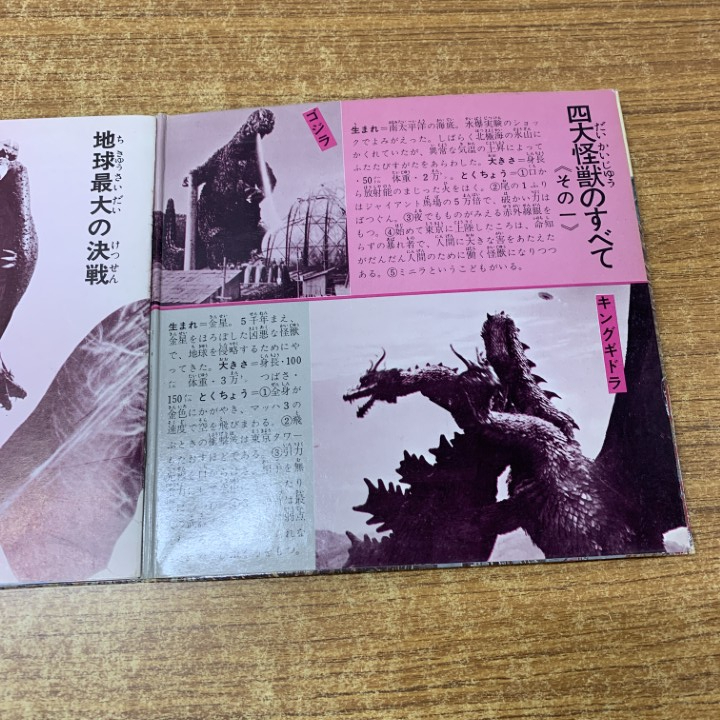 四大怪獣のすべて
《その一》
ゴジラ
生まれ=南太平洋の海底。水爆実験のショッ
クでよみがえった。しばらく北極海の氷山に
かくれていたが、異常な気温の上昇によって
ふたたびすがたをあらわした。大きさ=身長
・50㍍ 体重・2万㌧。とくちょう=①口か
ら放射能のまじった火をはく。②尾の1ふり
はジャイアント馬場の5万倍で、破かい力は
ばつぐん。③夜でもものがみえる赤外線眼を
もつ。④始めて東京に上陸したころは、命知
らずの暴れ者で、人間に大きな害をあたえた
がだんだん人間のために働く怪獣になりつつ
ある。⑤ミニラというこどもがいる。
キングギドラ
生まれ=金星。5千年まえ、
金星をほろぼした凶悪な怪獣
で、地球を侵略するためにや
ってきた。大きさ=身長・100
㍍ 体重・3万㌧。つばさ・
150㍍ とくちょう=①全身が
金色にかがやき、マッハ3の
速度で空を飛びまわる。②飛
地球最大の決戦